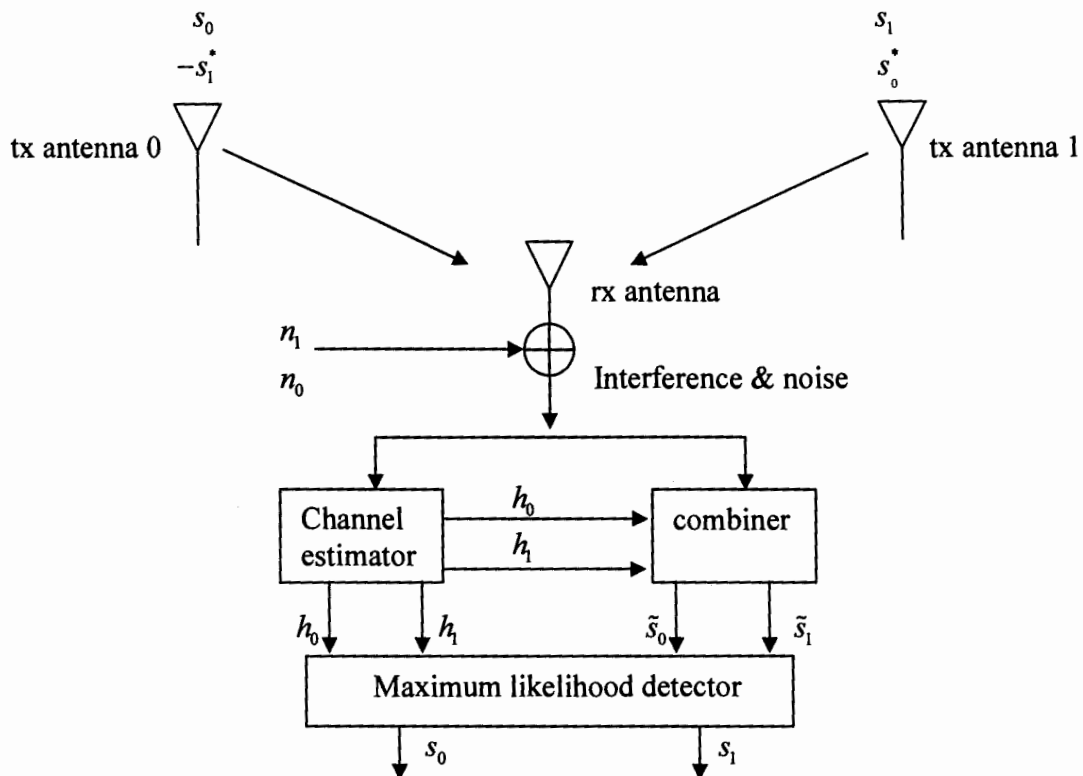 s₀ s₁
−s₁* s₀*
tx antenna 0 tx antenna 1
rx antenna
n₁
n₀ Interference & noise
Channel
estimator
h₀
h₁
combiner
h₀ h₁ s̃₀ s̃₁
Maximum likelihood detector
s₀ s₁